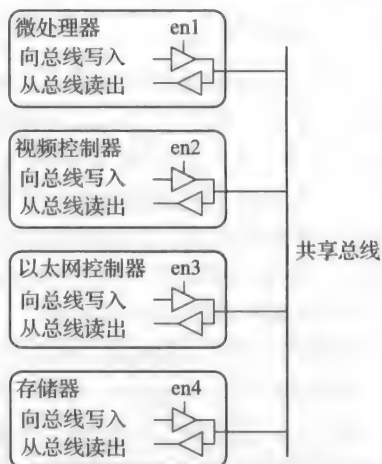 微处理器 en1
向总线写入
从总线读出
视频控制器 en2
向总线写入
从总线读出
共享总线
以太网控制器 en3
向总线写入
从总线读出
存储器 en4
向总线写入
从总线读出